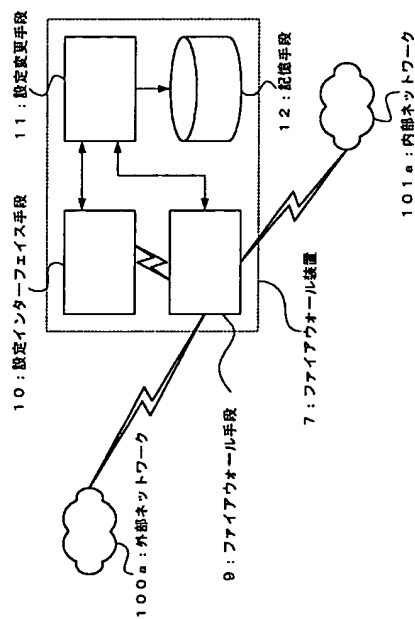 11：設定変更手段
12：記憶手段
101a：内部ネットワーク
10：設定インターフェイス手段
7：ファイアウォール装置
9：ファイアウォール手段
100a：外部ネットワーク